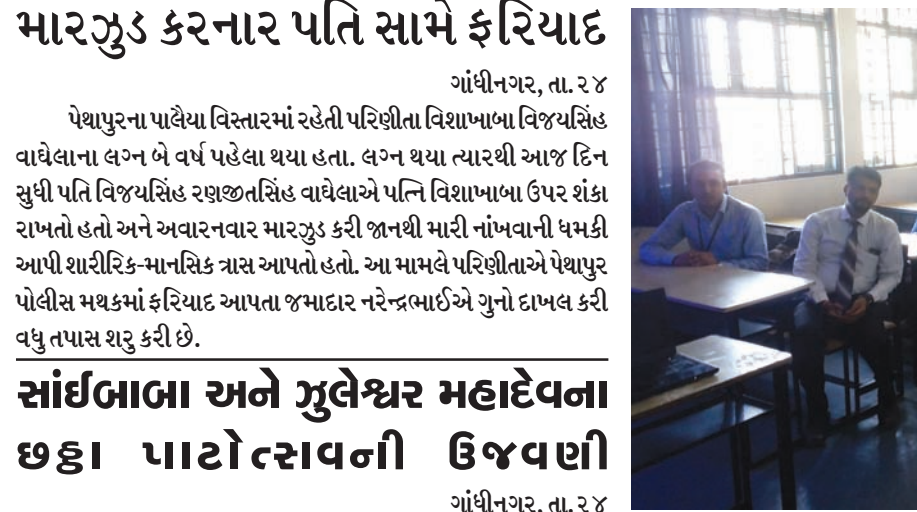 મારઝુડ કરનાર પતિ સામે ફરિયાદ
ગાંધીનગર, તા.૨૪
પેથાપુરના પાલૈયા વિસ્તારમાં રહેતી પરિણીતા વિશાખાબા વિજયસિંહ
વાઘેલાના લગ્ન બે વર્ષ પહેલા થયા હતા. લગ્ન થયા ત્યારથી આજ દિન
સુધી પતિ વિજયસિંહ રણજીતસિંહ વાઘેલાએ પત્નિ વિશાખાબા ઉપર શંકા
રાખતો હતો અને અવારનવાર મારઝુડ કરી જાનથી મારી નાંખવાની ધમકી
આપી શારીરિક-માનસિક ત્રાસ આપતો હતો. આ મામલે પરિણીતાએ પેથાપુર
પોલીસ મથકમાં ફરિયાદ આપતા જમાદાર નરેન્દ્રભાઈએ ગુનો દાખલ કરી
વધુ તપાસ શરુ કરી છે.
સાંઈબાબા અને ઝુલેશ્વર મહાદેવના
છઠ્ઠા પાટોત્સવની ઉજવણી
ગાંધીનગર, તા.૨૪